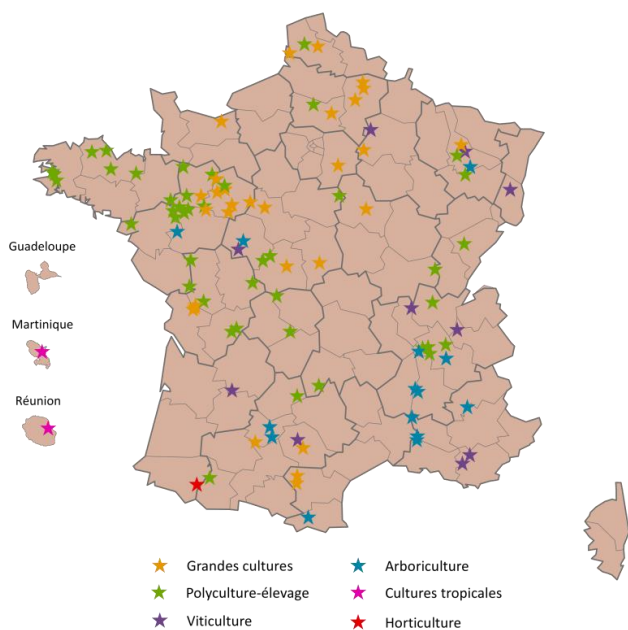 Guadeloupe
Martinique
Réunion
Grandes cultures
Polyculture-élevage
Viticulture
Arboriculture
Cultures tropicales
Horticulture